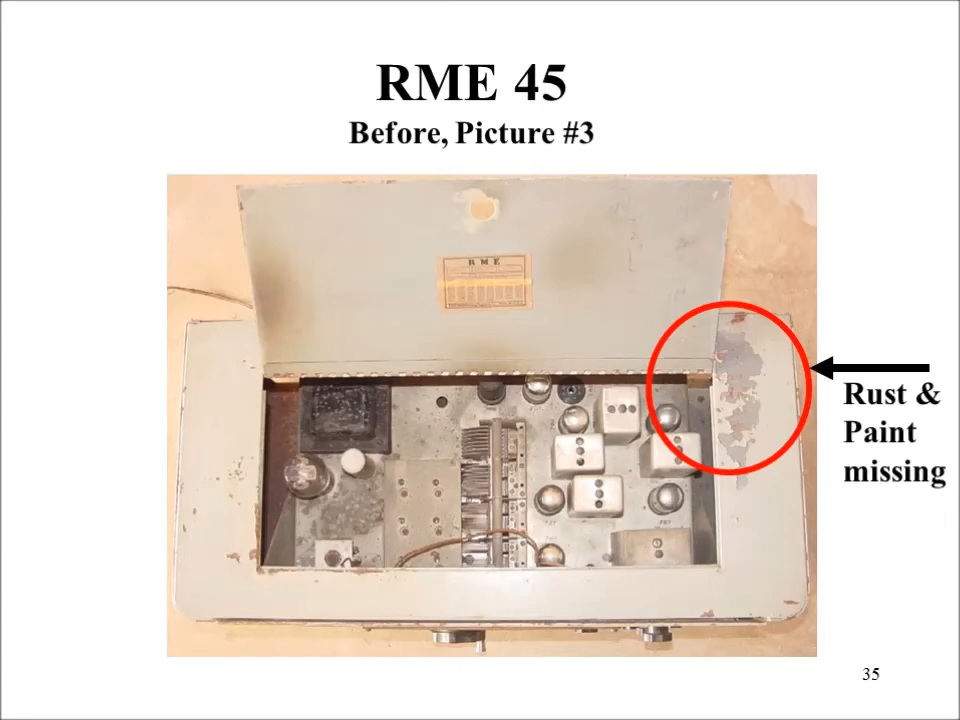 RME 45
Before, Picture #3
R M E
Rust &
Paint
missing
35